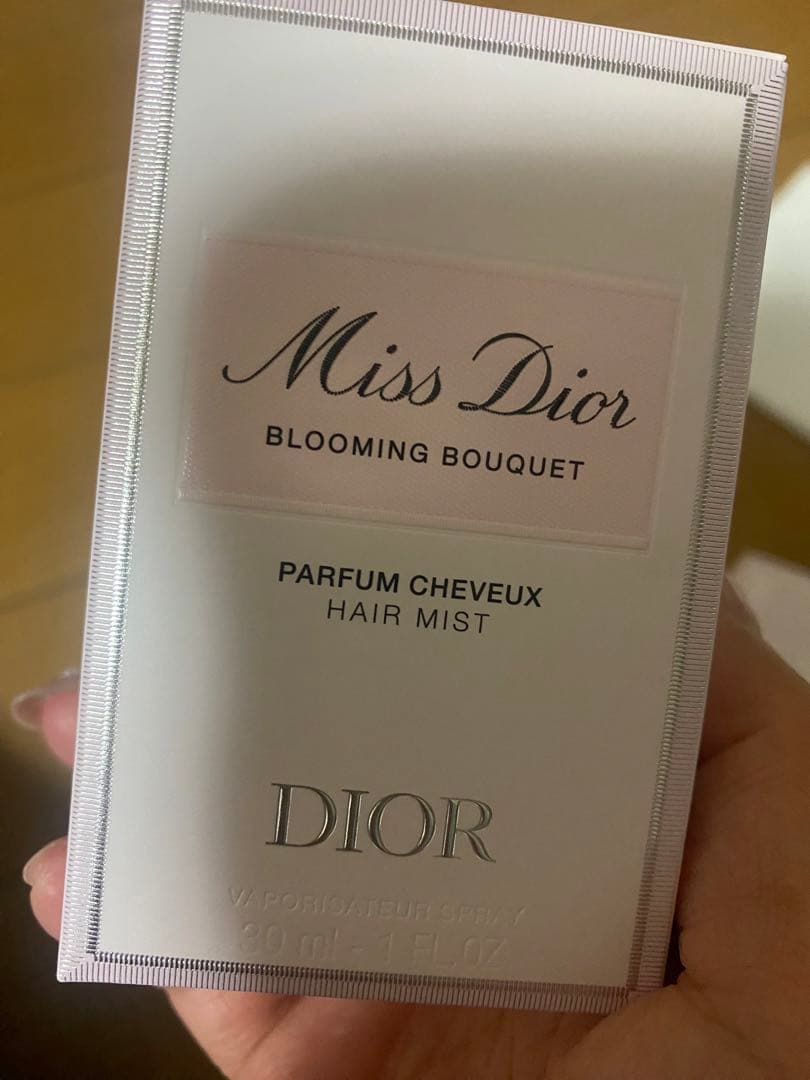 Miss Dior
BLOOMING BOUQUET
PARFUM CHEVEUX
HAIR MIST
DIOR
VAPORISATEUR SPRAY
30 ml - 1 FL. OZ